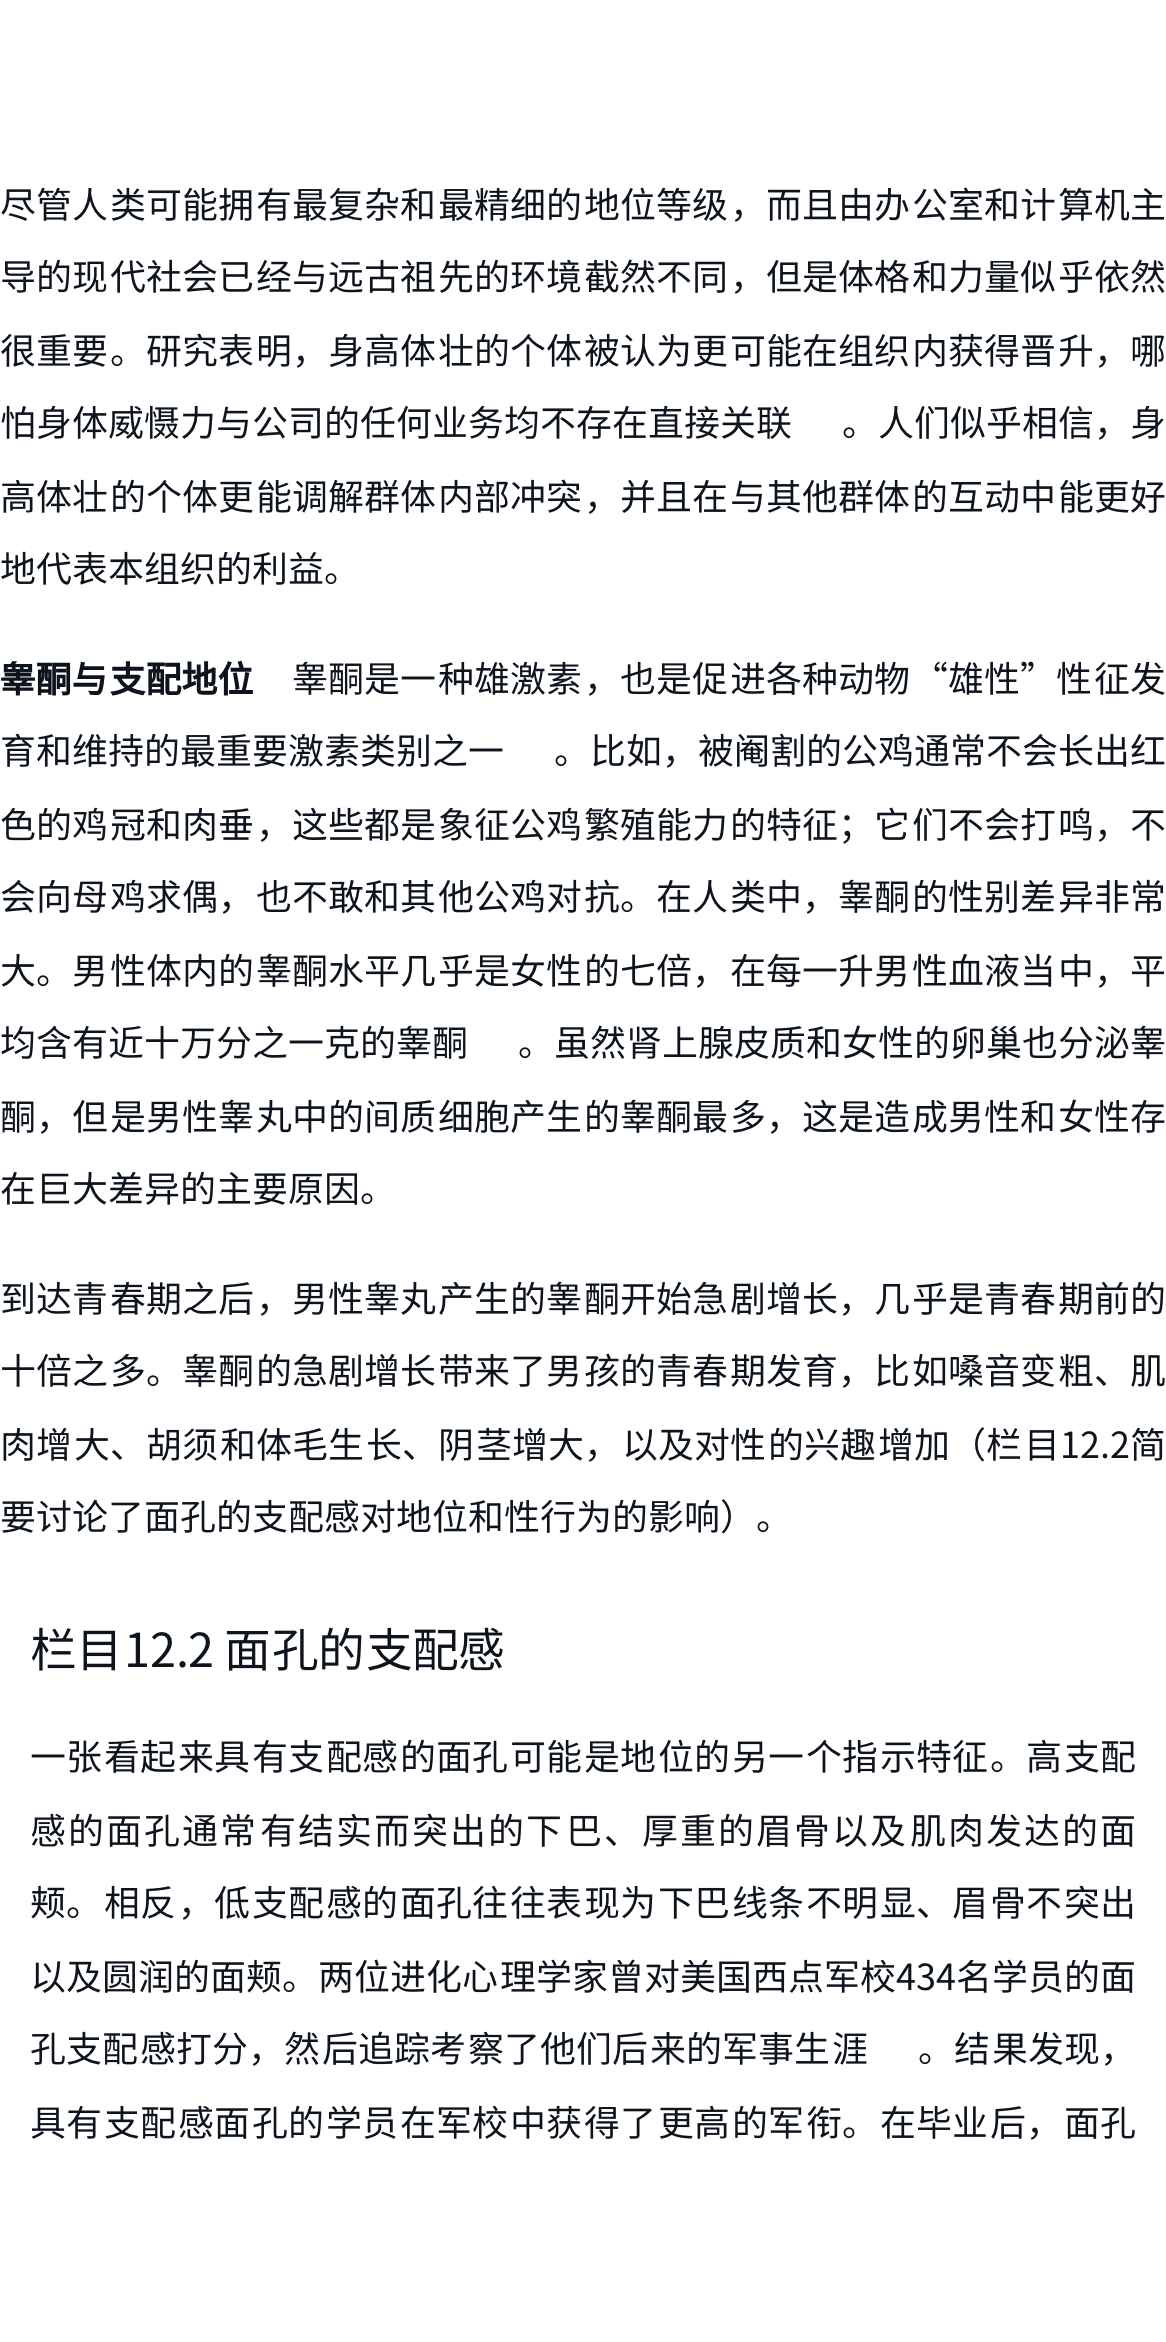 尽管人类可能拥有最复杂和最精细的地位等级，而且由办公室和计算机主
导的现代社会已经与远古祖先的环境截然不同，但是体格和力量似乎依然
很重要。研究表明，身高体壮的个体被认为更可能在组织内获得晋升，哪
怕身体威慑力与公司的任何业务均不存在直接关联 。人们似乎相信，身
高体壮的个体更能调解群体内部冲突，并且在与其他群体的互动中能更好
地代表本组织的利益。
睾酮与支配地位 睾酮是一种雄激素，也是促进各种动物“雄性”性征发
育和维持的最重要激素类别之一 。比如，被阉割的公鸡通常不会长出红
色的鸡冠和肉垂，这些都是象征公鸡繁殖能力的特征；它们不会打鸣，不
会向母鸡求偶，也不敢和其他公鸡对抗。在人类中，睾酮的性别差异非常
大。男性体内的睾酮水平几乎是女性的七倍，在每一升男性血液当中，平
均含有近十万分之一克的睾酮 。虽然肾上腺皮质和女性的卵巢也分泌睾
酮，但是男性睾丸中的间质细胞产生的睾酮最多，这是造成男性和女性存
在巨大差异的主要原因。
到达青春期之后，男性睾丸产生的睾酮开始急剧增长，几乎是青春期前的
十倍之多。睾酮的急剧增长带来了男孩的青春期发育，比如嗓音变粗、肌
肉增大、胡须和体毛生长、阴茎增大，以及对性的兴趣增加（栏目12.2简
要讨论了面孔的支配感对地位和性行为的影响）。
栏目12.2 面孔的支配感
一张看起来具有支配感的面孔可能是地位的另一个指示特征。高支配
感的面孔通常有结实而突出的下巴、厚重的眉骨以及肌肉发达的面
颊。相反，低支配感的面孔往往表现为下巴线条不明显、眉骨不突出
以及圆润的面颊。两位进化心理学家曾对美国西点军校434名学员的面
孔支配感打分，然后追踪考察了他们后来的军事生涯 。结果发现，
具有支配感面孔的学员在军校中获得了更高的军衔。在毕业后，面孔